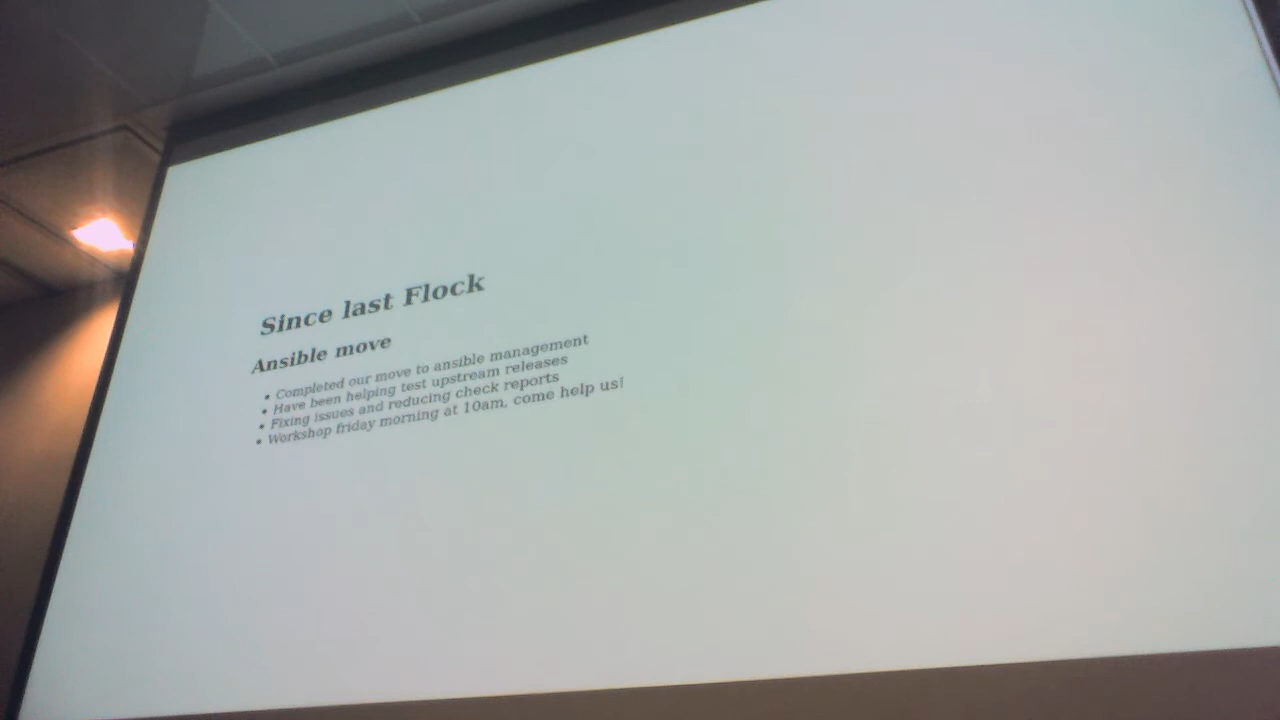 Since last Flock
Ansible move
• Completed our move to ansible management
• Have been helping test upstream releases
• Fixing issues and reducing check reports
• Workshop friday morning at 10am, come help us!